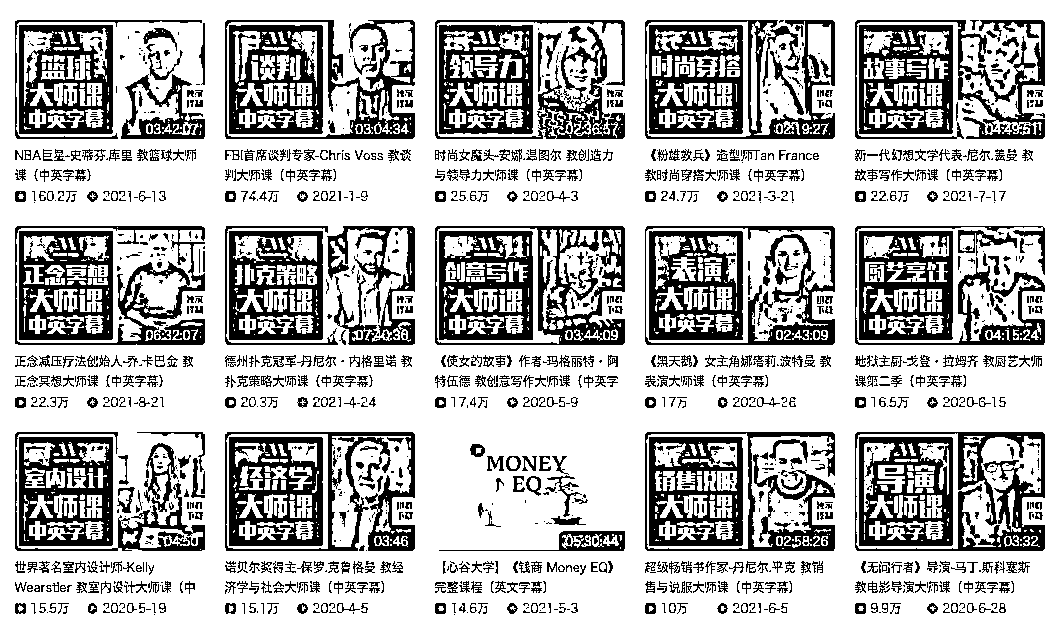 篮球
大师课
中英字幕
03:42:07
NBA巨星-史蒂芬.库里 教篮球大师
课（中英字幕）
160.2万 2021-6-13
谈判
大师课
中英字幕
03:04:34
FBI首席谈判专家-Chris Voss 教谈
判大师课（中英字幕）
74.4万 2021-1-9
领导力
大师课
中英字幕
02:36:57
时尚女魔头-安娜.温图尔 教创造力
与领导力大师课（中英字幕）
25.6万 2020-4-3
时尚穿搭
大师课
中英字幕
02:19:27
《粉雄救兵》造型师Tan France
教时尚穿搭大师课（中英字幕）
24.7万 2021-3-21
故事写作
大师课
中英字幕
04:49:51
新一代幻想文学代表-尼尔.盖曼 教
故事写作大师课（中英字幕）
22.6万 2021-7-17
正念冥想
大师课
中英字幕
06:32:07
正念减压疗法创始人-乔.卡巴金 教
正念冥想大师课（中英字幕）
22.3万 2021-8-21
扑克策略
大师课
中英字幕
德州扑克冠军-丹尼尔·内格里诺 教
扑克策略大师课（中英字幕）
20.3万 2021-4-24
创意写作
大师课
中英字幕
03:44:09
《使女的故事》作者-玛格丽特·阿
特伍德 教创意写作大师课（中英字
17.4万 2020-5-9
表演
大师课
中英字幕
02:43:09
《黑天鹅》女主角娜塔莉.波特曼 教
表演大师课（中英字幕）
17万 2020-4-26
厨艺烹饪
大师课
中英字幕
04:15:24
地狱主厨-戈登·拉姆齐 教厨艺大师
课第二季（中英字幕）
16.5万 2020-6-15
室内设计
大师课
中英字幕
04:50
世界著名室内设计师-Kelly
Wearstler 教室内设计大师课（中
15.5万 2020-5-19
经济学
大师课
中英字幕
03:46
诺贝尔奖得主-保罗.克鲁格曼 教经
济学与社会大师课（中英字幕）
15.1万 2020-4-5
MONEY
EQ
05:30:44
【心谷大学】《钱商 Money EQ》
完整课程（英文字幕）
14.6万 2021-5-3
销售说服
大师课
中英字幕
02:58:26
超级畅销书作家-丹尼尔.平克 教销
售与说服大师课（中英字幕）
10万 2021-6-5
导演
大师课
中英字幕
03:32
《无间行者》导演-马丁.斯科塞斯
教电影导演大师课（中英字幕）
9.9万 2020-6-28